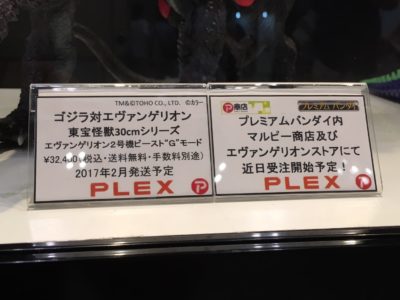 TM&©TOHO CO., LTD. ©カラー
ゴジラ対エヴァンゲリオン
東宝怪獣30cmシリーズ
エヴァンゲリオン2号機ビースト"G"モード
¥32,400(税込・送料無料・手数料別途)
2017年2月発送予定
PLEX
商店
プレミアムバンダイ
プレミアムバンダイ内
マルピー商店及び
エヴァンゲリオンストアにて
近日受注開始予定!
PLEX